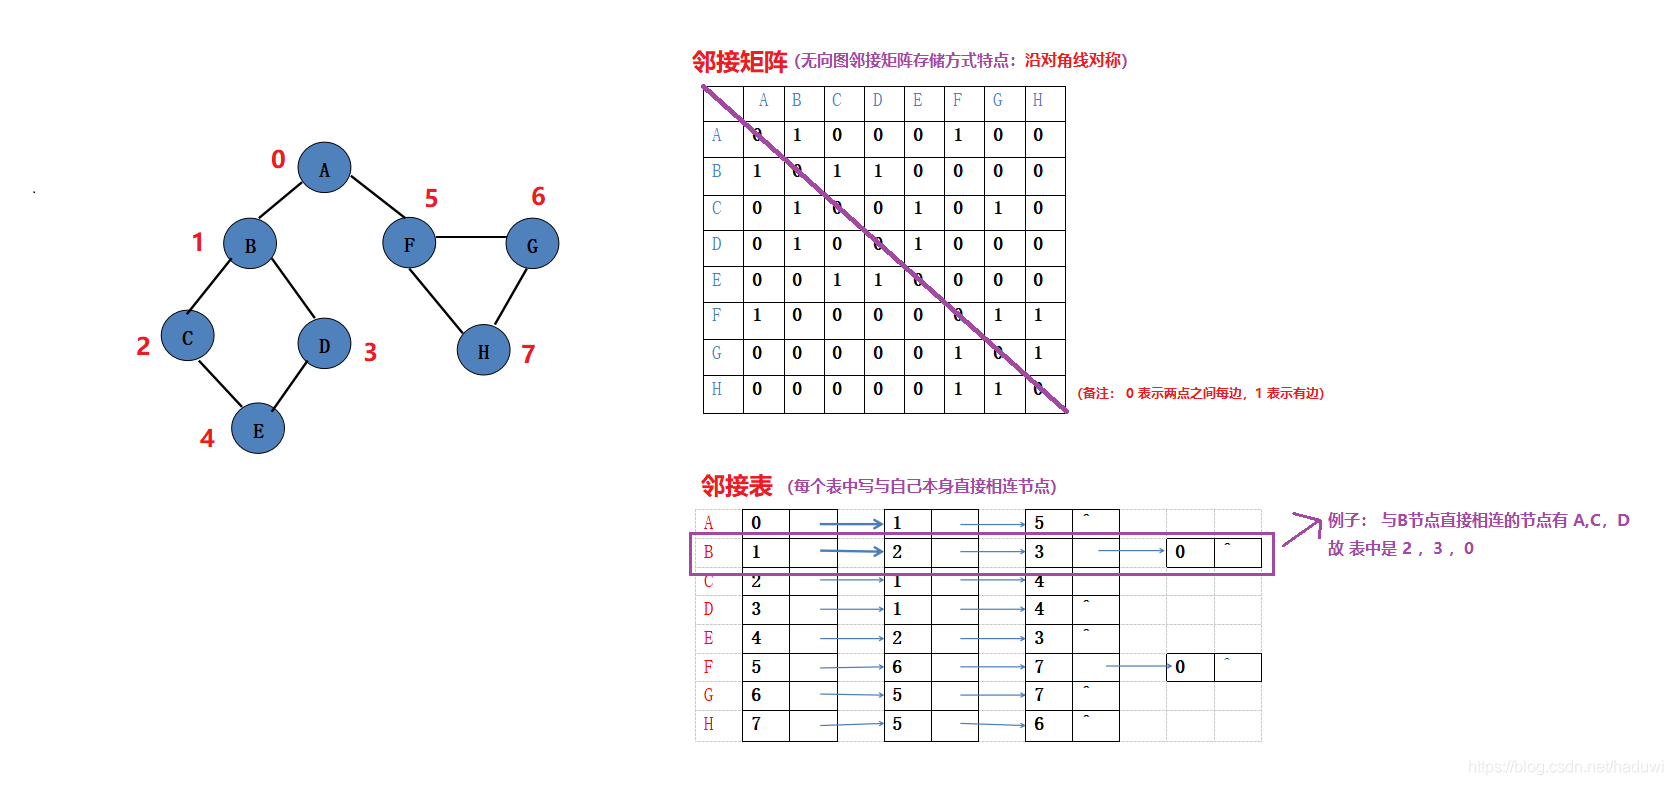 邻接矩阵 (无向图邻接矩阵存储方式特点：沿对角线对称)
A B C D E F G H
A 0 1 0 0 0 1 0 0
B 1 0 1 1 0 0 0 0
C 0 1 0 0 1 0 1 0
D 0 1 0 0 1 0 0 0
E 0 0 1 1 0 0 0 0
F 1 0 0 0 0 0 1 1
G 0 0 0 0 0 1 0 1
H 0 0 0 0 0 1 1 0
(备注： 0 表示两点之间每边，1 表示有边)
0 A
5 6
1 B F G
2 C D 3 H 7
4 E
邻接表 (每个表中写与自己本身直接相连节点)
A 0 1 5 ^
B 1 2 3 0 ^
C 2 1 4
D 3 1 4 ^
E 4 2 3 ^
F 5 6 7 0 ^
G 6 5 7 ^
H 7 5 6 ^
例子： 与B节点直接相连的节点有 A,C，D
故 表中是 2 ，3 ，0
https://blog.csdn.net/haduwi